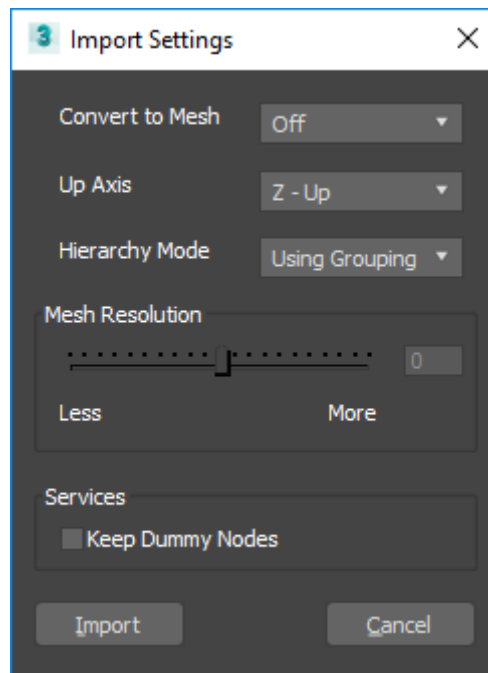 3 Import Settings
Convert to Mesh Off
Up Axis Z - Up
Hierarchy Mode Using Grouping
Mesh Resolution
0
Less More
Services
Keep Dummy Nodes
Import Cancel